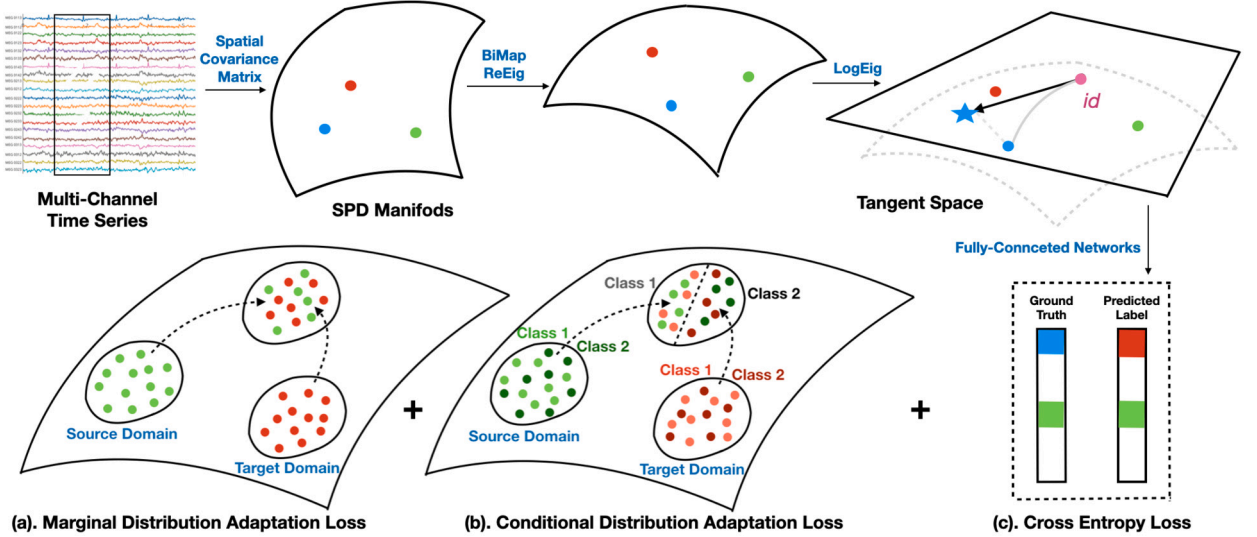 Spatial
Covariance
Matrix
BiMap
ReEig
LogEig
id
Multi-Channel
Time Series
SPD Manifods
Tangent Space
Fully-Connceted Networks
Class 1
Class 2
Class 1
Class 2
Class 1
Class 2
Source Domain
Target Domain
Source Domain
Target Domain
+
+
Ground
Truth
Predicted
Label
(a). Marginal Distribution Adaptation Loss
(b). Conditional Distribution Adaptation Loss
(c). Cross Entropy Loss